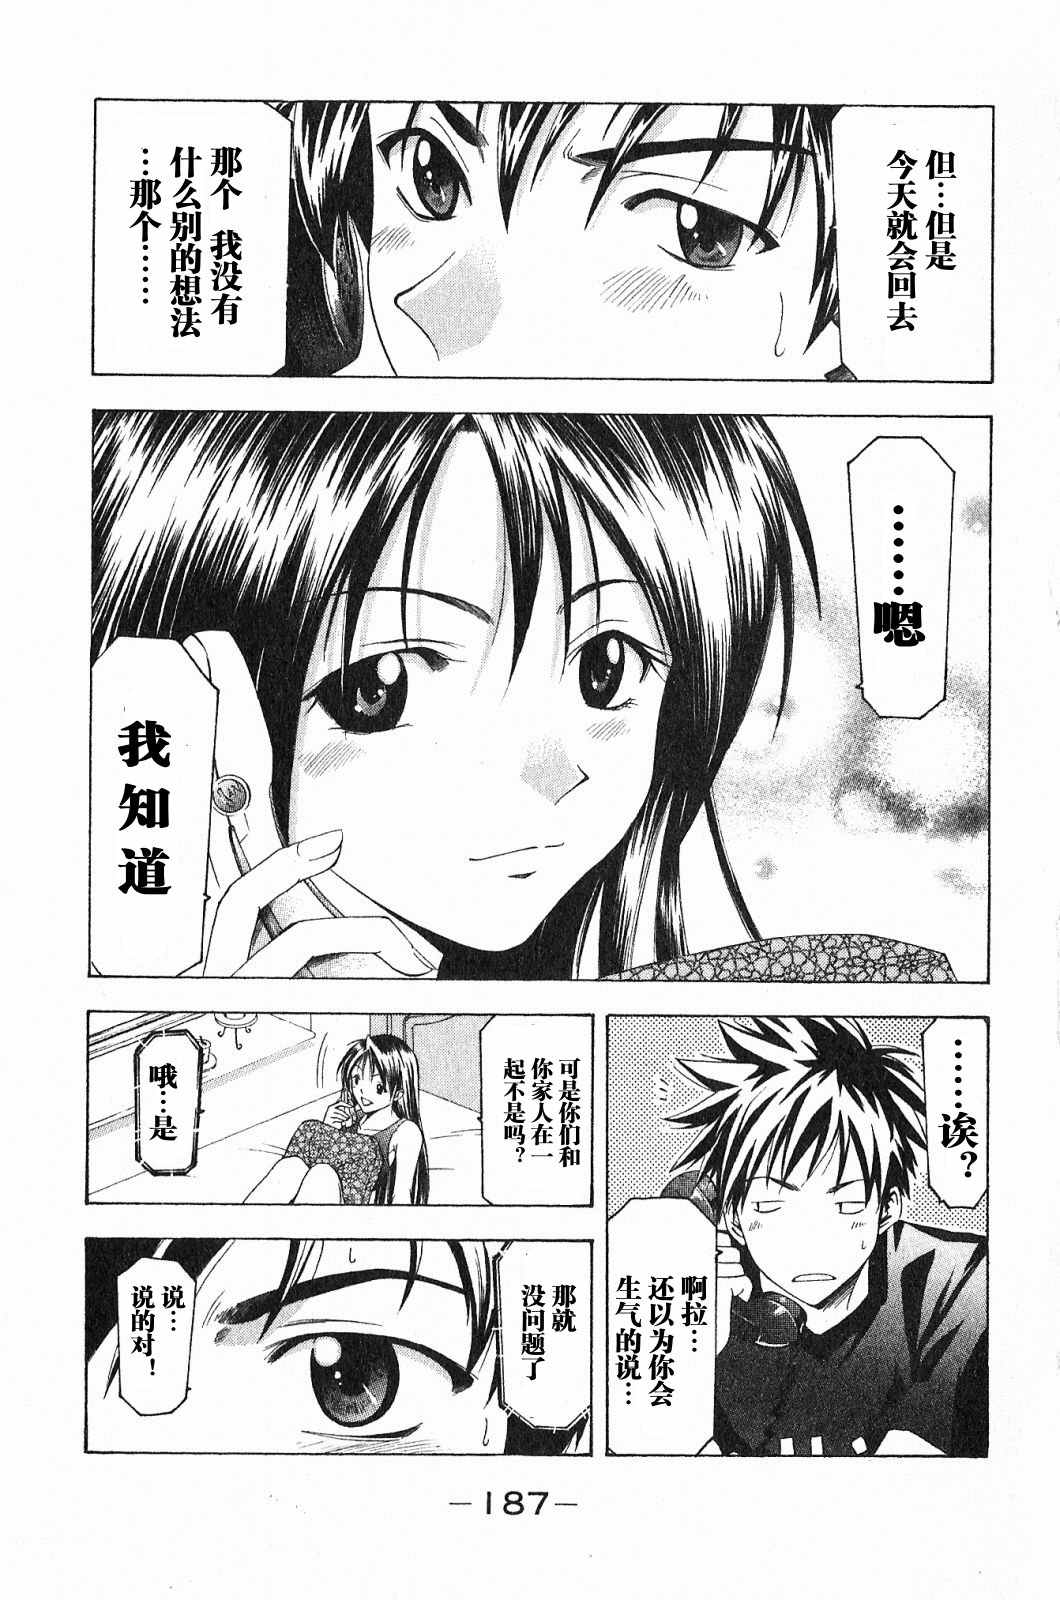 但…但是
今天就会回去
那个 我没有
什么别的想法
…那个……
……嗯
我知道
……诶？
啊拉…
还以为你会
生气的说…
可是你们和
你家人在一
起不是吗？
哦…是
那就
没问题了
说…
说的对！
—187—